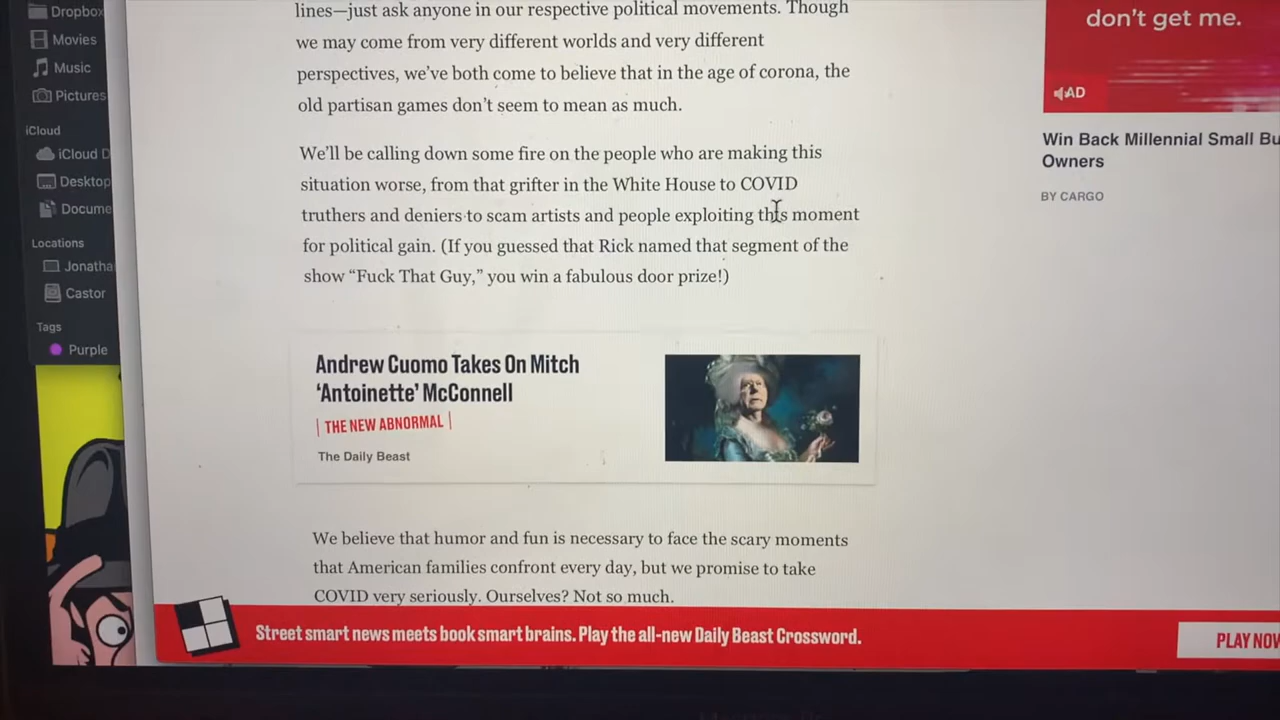 Dropbox
Movies
Music
Pictures
iCloud
iCloud D
Desktop
Docume
Locations
Jonatha
Castor
Tags
Purple
lines—just ask anyone in our respective political movements. Though
we may come from very different worlds and very different
perspectives, we’ve both come to believe that in the age of corona, the
old partisan games don’t seem to mean as much.
We’ll be calling down some fire on the people who are making this
situation worse, from that grifter in the White House to COVID
truthers and deniers to scam artists and people exploiting this moment
for political gain. (If you guessed that Rick named that segment of the
show “Fuck That Guy,” you win a fabulous door prize!)
Andrew Cuomo Takes On Mitch
‘Antoinette’ McConnell
| THE NEW ABNORMAL |
The Daily Beast
We believe that humor and fun is necessary to face the scary moments
that American families confront every day, but we promise to take
COVID very seriously. Ourselves? Not so much.
don’t get me.
AD
Win Back Millennial Small Bu
Owners
BY CARGO
Street smart news meets book smart brains. Play the all-new Daily Beast Crossword.
PLAY NOW